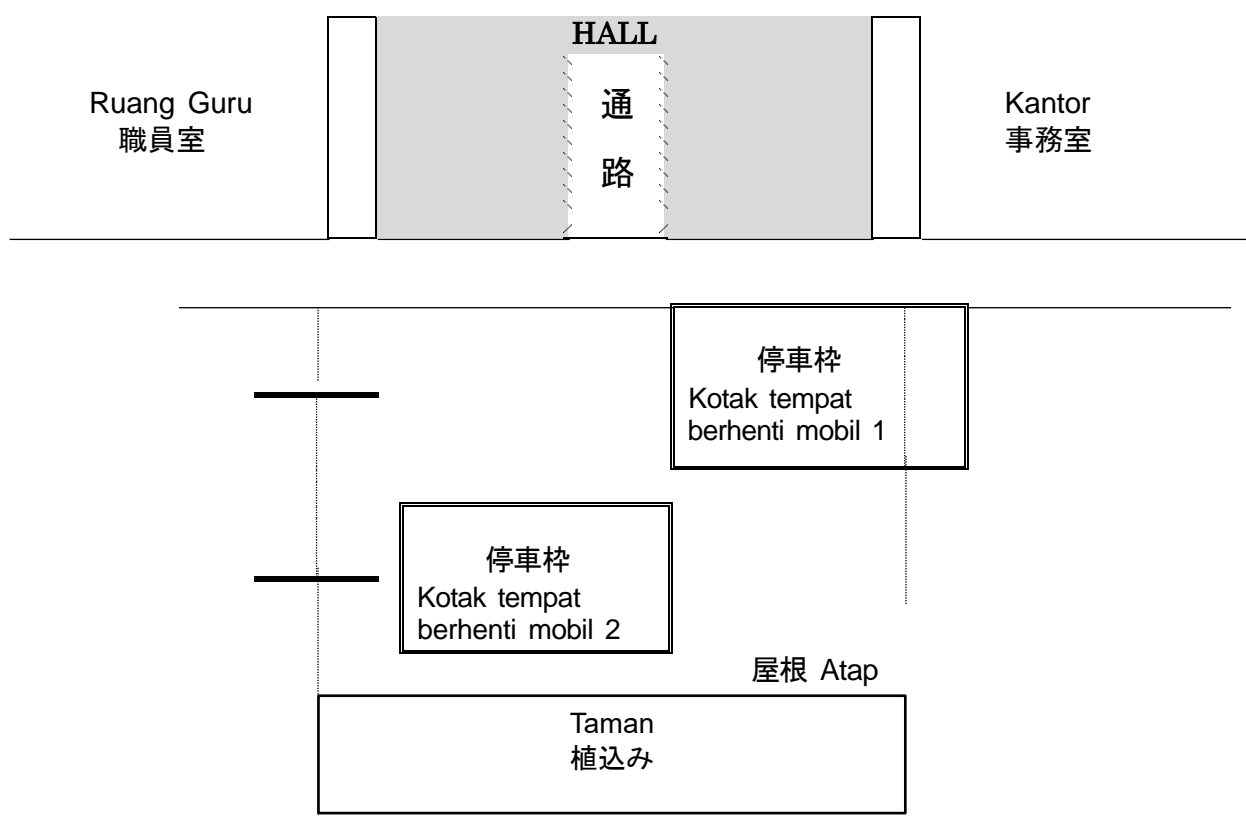 HALL
Ruang Guru
職員室
通
路
Kantor
事務室
停車枠
Kotak tempat
berhenti mobil 1
停車枠
Kotak tempat
berhenti mobil 2
屋根 Atap
Taman
植込み